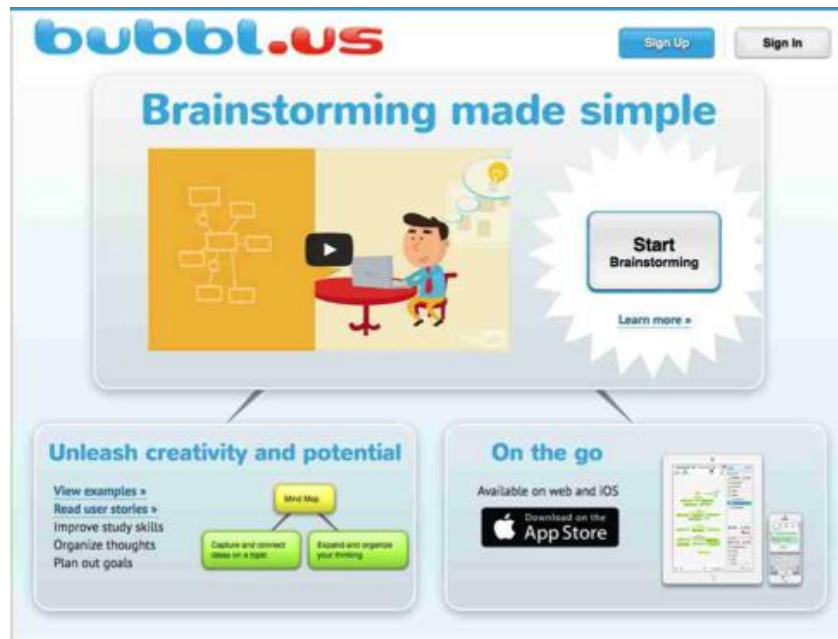 bubbl.us
Sign Up
Sign In
Brainstorming made simple
Start
Brainstorming
Learn more »
Unleash creativity and potential
View examples »
Read user stories »
Improve study skills
Organize thoughts
Plan out goals
Mind Map
Capture and connect
ideas on a topic
Expand and organize
your thinking
On the go
Available on web and iOS
Download on the
App Store